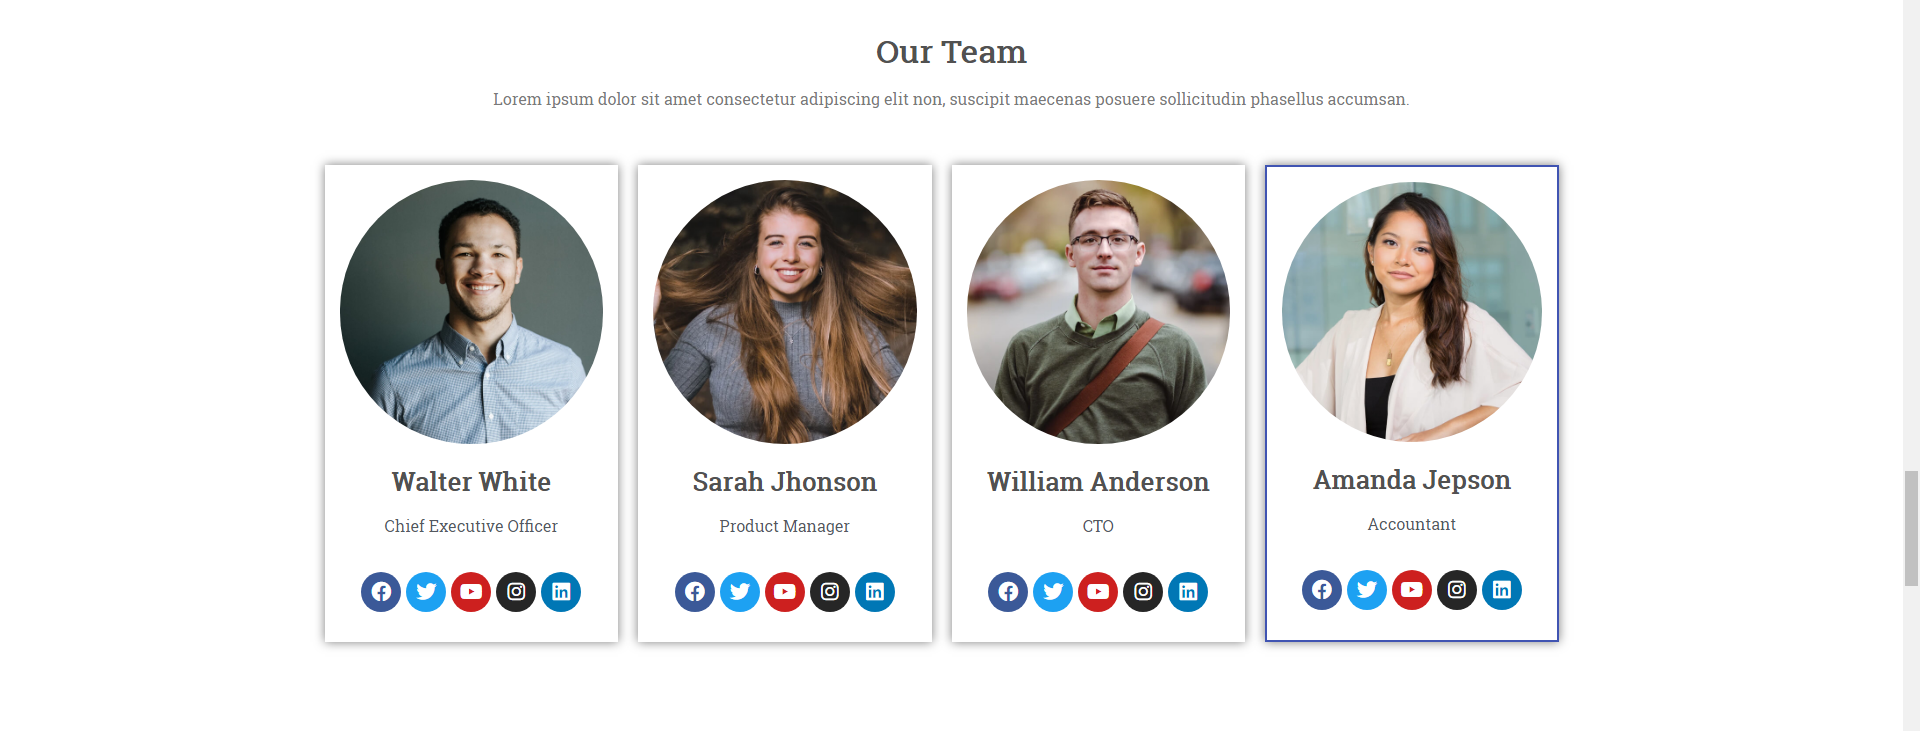 Our Team
Lorem ipsum dolor sit amet consectetur adipiscing elit non, suscipit maecenas posuere sollicitudin phasellus accumsan.
Walter White
Chief Executive Officer
Sarah Jhonson
Product Manager
William Anderson
CTO
Amanda Jepson
Accountant